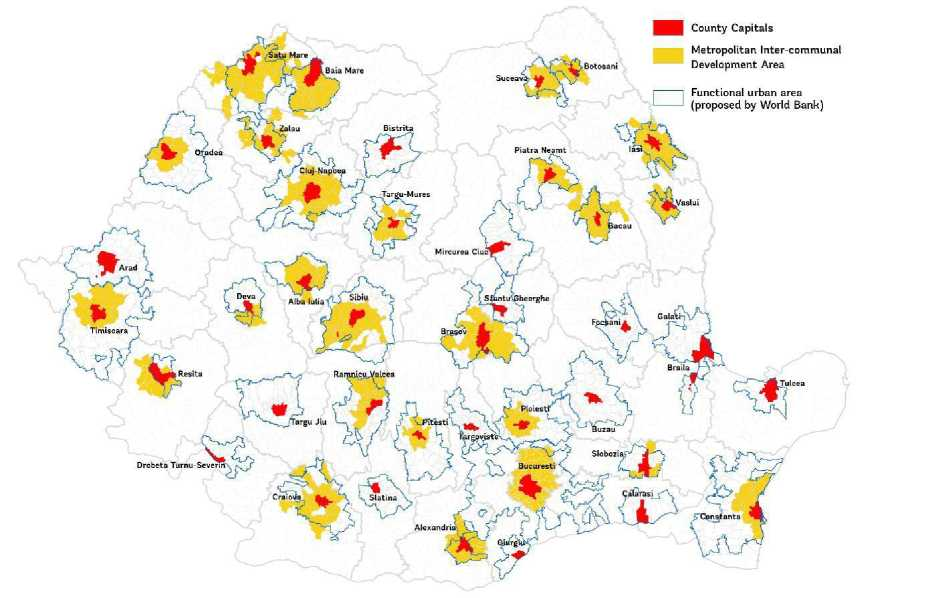 County Capitals
Metropolitan Inter-communal
Development Area
Functional urban area
(proposed by World Bank)
Satu Mare
Baia Mare
Suceava
Botosani
Zalau
Bistrita
Oradea
Iasi
Piatra Neamt
Cluj-Napoca
Targu-Mures
Vaslui
Bacau
Mircurea Ciuc
Arad
Deva
Alba Iulia
Sibiu
Sfantu Gheorghe
Timisoara
Brasov
Focsani
Galati
Braila
Resita
Ramnicu Valcea
Tulcea
Targu Jiu
Pitesti
Targoviste
Ploiesti
Buzau
Drobeta Turnu-Severin
Slobozia
Bucuresti
Craiova
Slatina
Calarasi
Constanta
Alexandria
Giurgiu